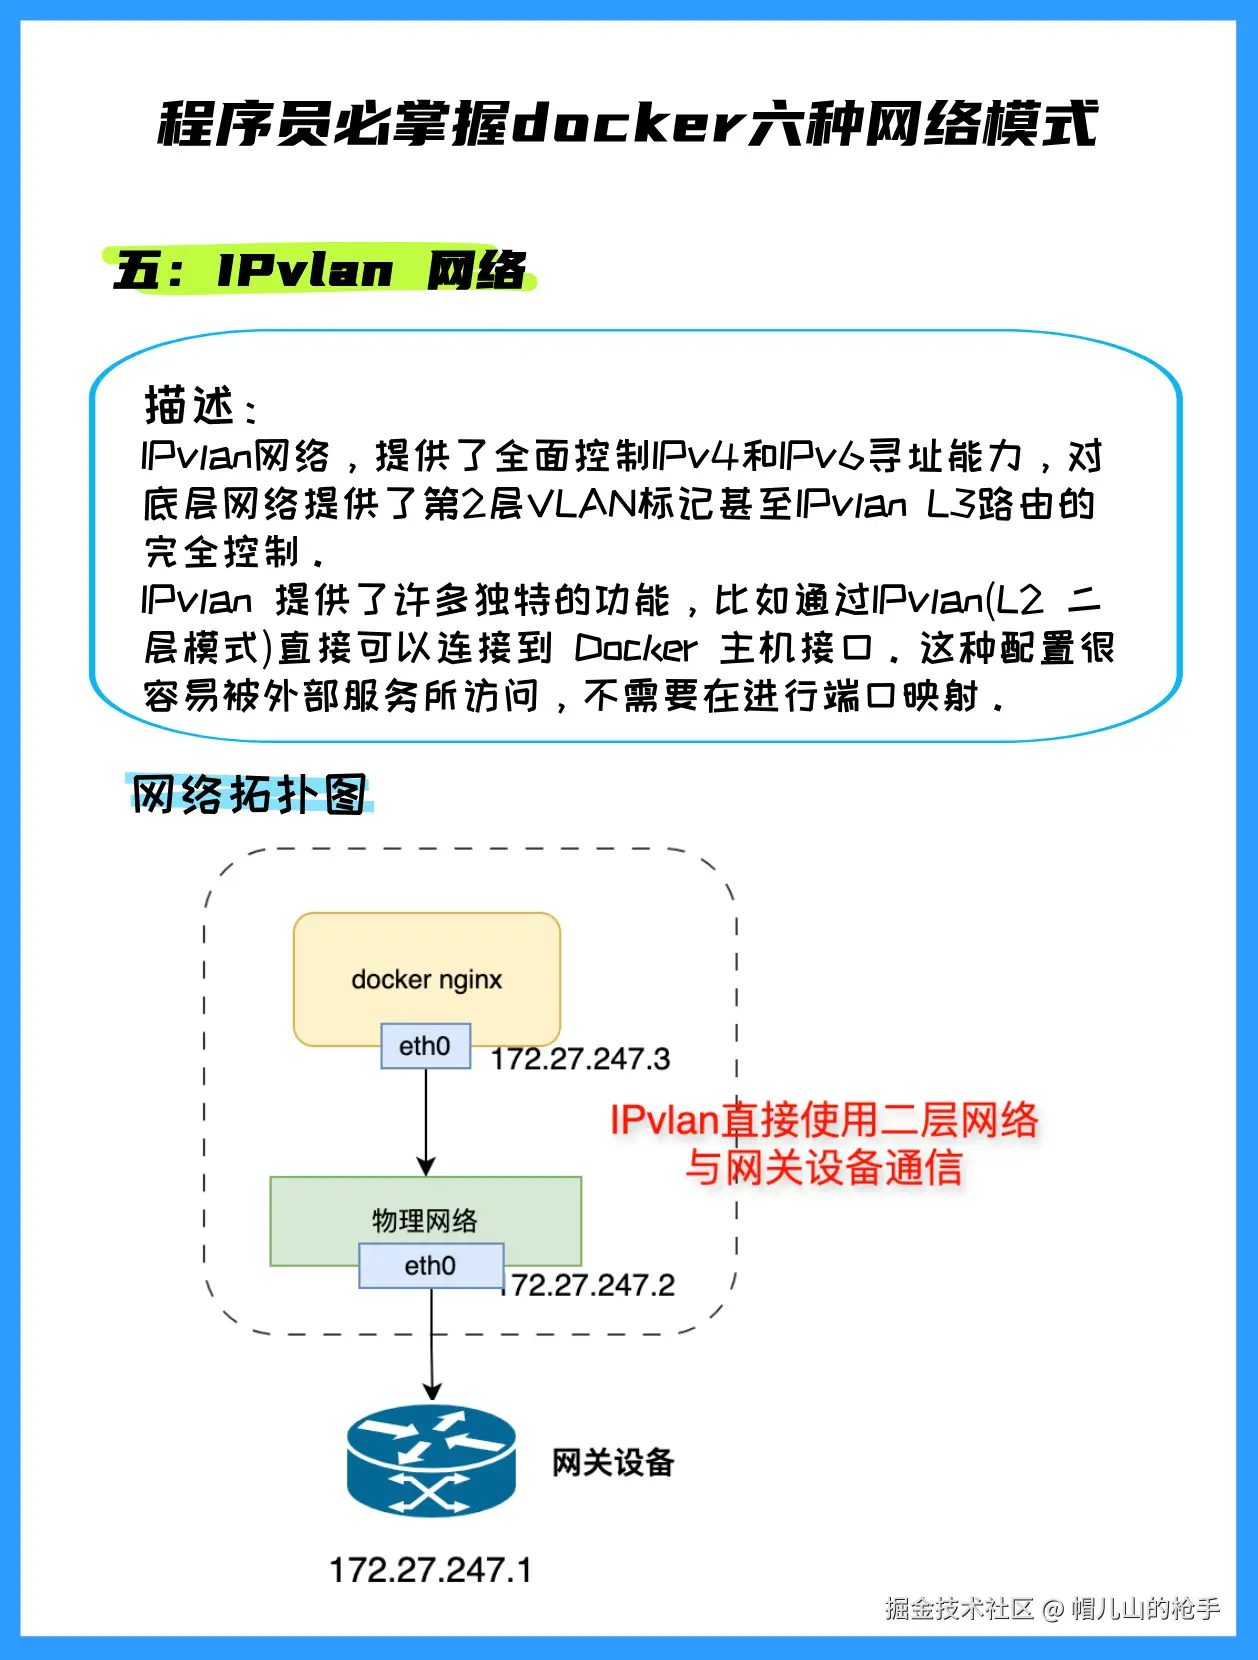 程序员必掌握docker六种网络模式
五：IPvlan 网络
描述：
IPvlan网络，提供了全面控制IPv4和IPv6寻址能力，对
底层网络提供了第2层VLAN标记甚至IPvlan L3路由的
完全控制.
IPvlan 提供了许多独特的功能，比如通过IPvlan(L2 二
层模式)直接可以连接到 Docker 主机接口. 这种配置很
容易被外部服务所访问，不需要在进行端口映射.
网络拓扑图
docker nginx
eth0
172.27.247.3
IPvlan直接使用二层网络
与网关设备通信
物理网络
eth0
172.27.247.2
网关设备
172.27.247.1
掘金技术社区 @ 帽儿山的枪手